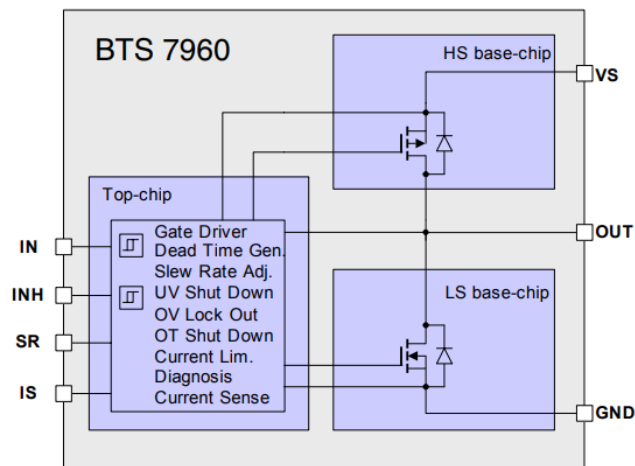 BTS 7960
HS base-chip
VS
Top-chip
Gate Driver
Dead Time Gen.
Slew Rate Adj.
UV Shut Down
OV Lock Out
OT Shut Down
Current Lim.
Diagnosis
Current Sense
IN
INH
SR
IS
OUT
LS base-chip
GND